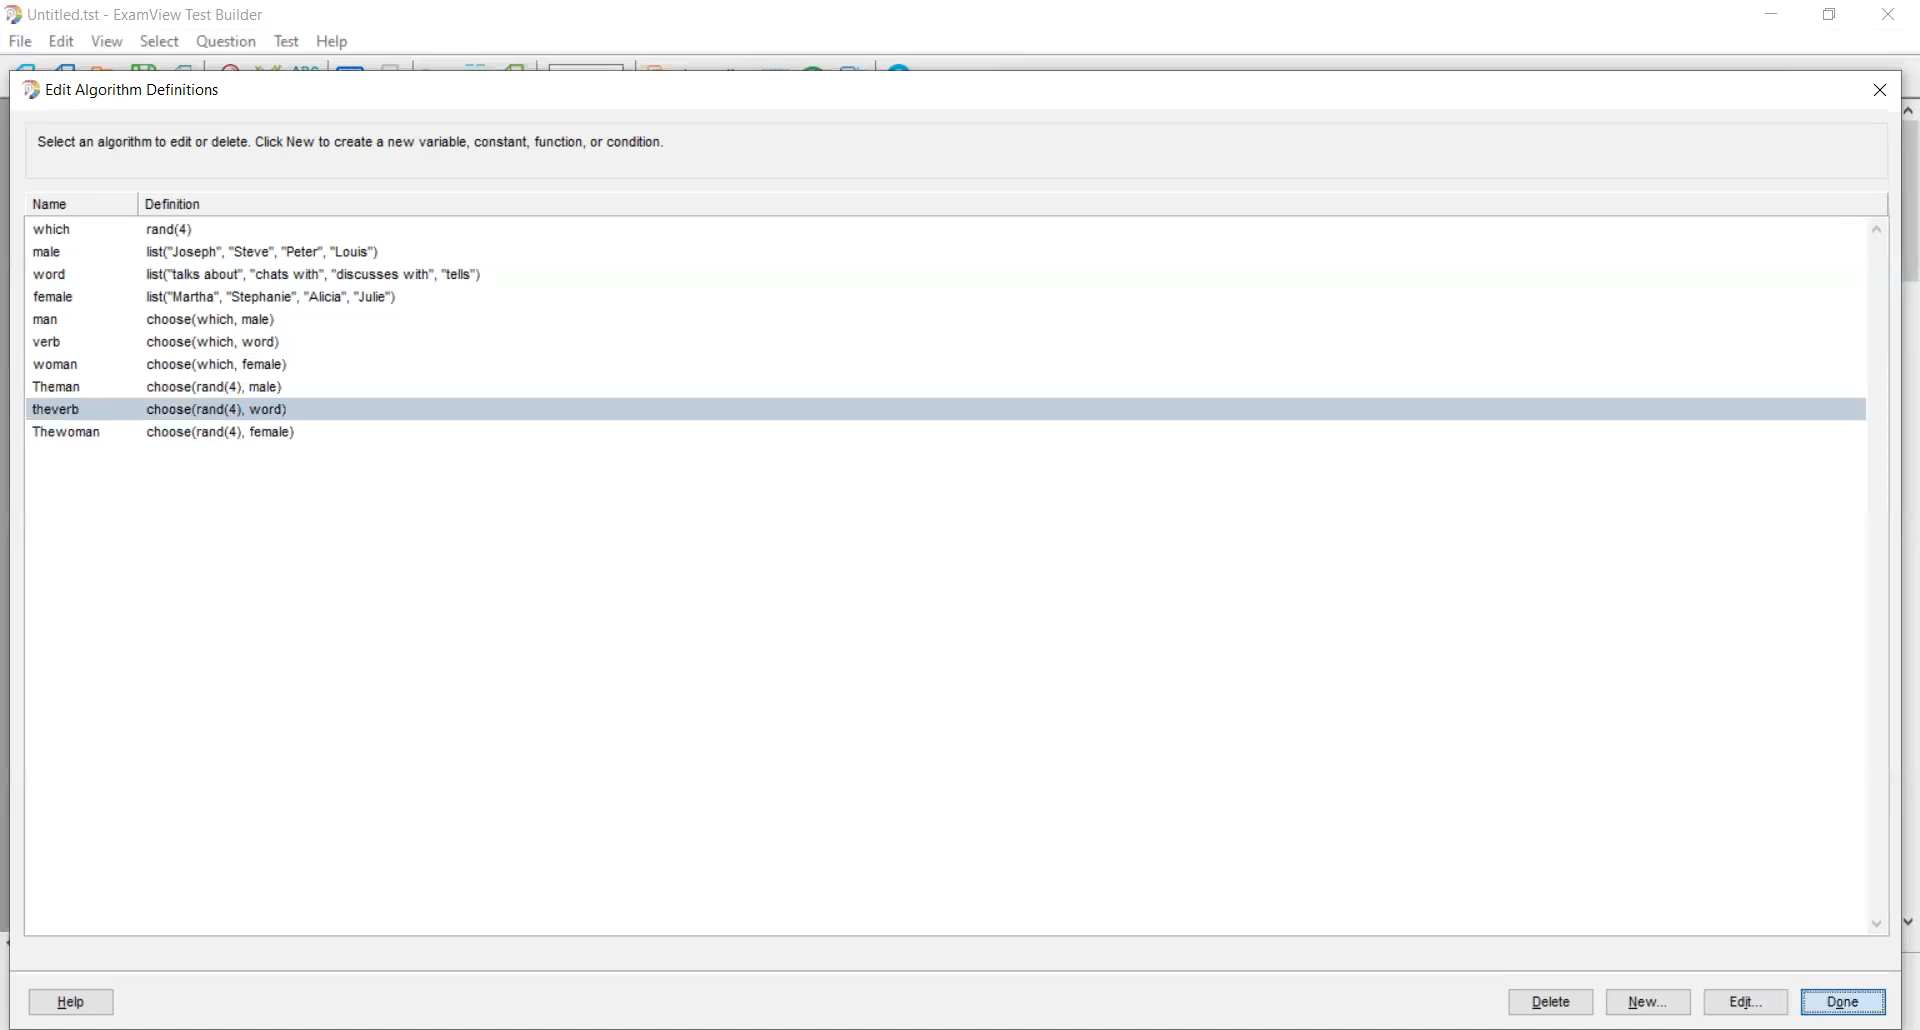 Untitled.tst - ExamView Test Builder
File Edit View Select Question Test Help
Edit Algorithm Definitions
Select an algorithm to edit or delete. Click New to create a new variable, constant, function, or condition.
Name Definition
which rand(4)
male list("Joseph", "Steve", "Peter", "Louis")
word list("talks about", "chats with", "discusses with", "tells")
female list("Martha", "Stephanie", "Alicia", "Julie")
man choose(which, male)
verb choose(which, word)
woman choose(which, female)
Theman choose(rand(4), male)
theverb choose(rand(4), word)
Thewoman choose(rand(4), female)
Help Delete New... Edit... Done